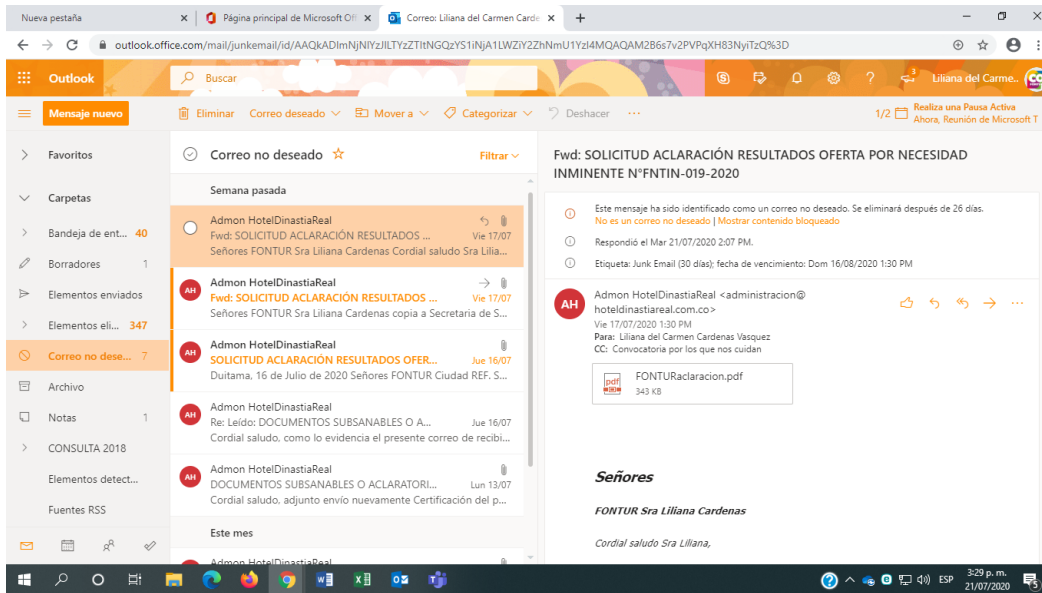 Nueva pestaña
Página principal de Microsoft Off
Correo: Liliana del Carmen Carde
outlook.office.com/mail/junkemail/id/AAQkADImNjNIYzJlLTYzZTItNGQzYS1iNjA1LWZiY2ZhNmU1YzI4MQAQAM2B6s7v2PVPqXH83NyiTzQ%3D
Outlook
Buscar
3
Liliana del Carme..
Mensaje nuevo
Eliminar
Correo deseado
Mover a
Categorizar
Deshacer
1/2
Realiza una Pausa Activa
Ahora, Reunión de Microsoft T
Favoritos
Carpetas
Bandeja de ent... 40
Borradores 1
Elementos enviados
Elementos eli... 347
Correo no dese... 7
Archivo
Notas 1
CONSULTA 2018
Elementos detect...
Fuentes RSS
Correo no deseado
Filtrar
Semana pasada
Admon HotelDinastiaReal
Fwd: SOLICITUD ACLARACIÓN RESULTADOS ... Vie 17/07
Señores FONTUR Sra Liliana Cardenas Cordial saludo Sra Lilia...
AH
Admon HotelDinastiaReal
Fwd: SOLICITUD ACLARACIÓN RESULTADOS ... Vie 17/07
Señores FONTUR Sra Liliana Cardenas copia a Secretaria de S...
AH
Admon HotelDinastiaReal
SOLICITUD ACLARACIÓN RESULTADOS OFER... Jue 16/07
Duitama, 16 de Julio de 2020 Señores FONTUR Ciudad REF. S...
AH
Admon HotelDinastiaReal
Re: Leído: DOCUMENTOS SUBSANABLES O A... Jue 16/07
Cordial saludo, como lo evidencia el presente correo de recibi...
AH
Admon HotelDinastiaReal
DOCUMENTOS SUBSANABLES O ACLARATORI... Lun 13/07
Cordial saludo, adjunto envío nuevamente Certificación del p...
Este mes
Admon HotelDinastiaReal
Fwd: SOLICITUD ACLARACIÓN RESULTADOS OFERTA POR NECESIDAD
INMINENTE N°FNTIN-019-2020
Este mensaje ha sido identificado como un correo no deseado. Se eliminará después de 26 días.
No es un correo no deseado | Mostrar contenido bloqueado
Respondió el Mar 21/07/2020 2:07 PM.
Etiqueta: Junk Email (30 días); fecha de vencimiento: Dom 16/08/2020 1:30 PM
AH
Admon HotelDinastiaReal <administracion@
hoteldinastiareal.com.co>
Vie 17/07/2020 1:30 PM
Para: Liliana del Carmen Cardenas Vasquez
CC: Convocatoria por los que nos cuidan
pdf
FONTURaclaracion.pdf
343 KB
Señores
FONTUR Sra Liliana Cardenas
Cordial saludo Sra Liliana,
ESP
3:29 p. m.
21/07/2020
5